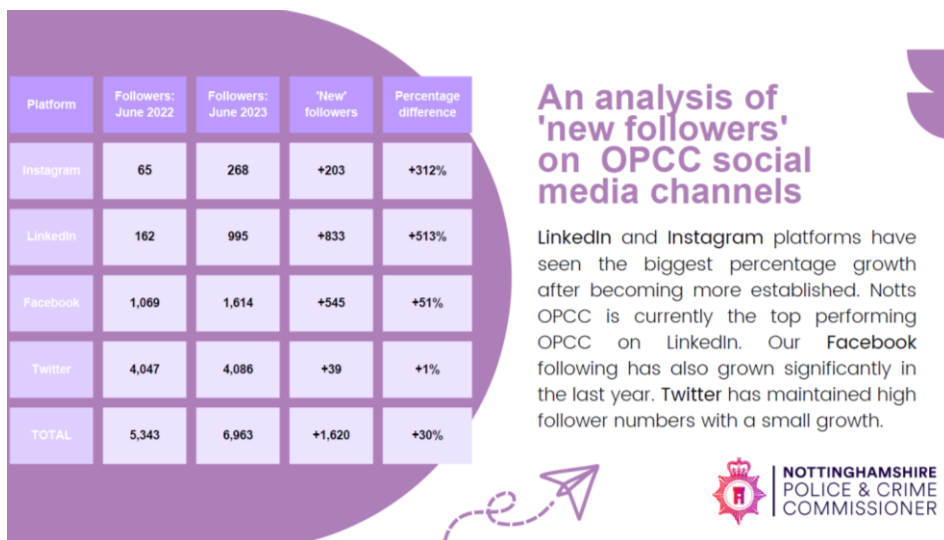 Platform
Followers:
June 2022
Followers:
June 2023
'New'
followers
Percentage
difference
Instagram
65
268
+203
+312%
LinkedIn
162
995
+833
+513%
Facebook
1,069
1,614
+545
+51%
Twitter
4,047
4,086
+39
+1%
TOTAL
5,343
6,963
+1,620
+30%
An analysis of
'new followers'
on OPCC social
media channels
LinkedIn and Instagram platforms have
seen the biggest percentage growth
after becoming more established. Notts
OPCC is currently the top performing
OPCC on LinkedIn. Our Facebook
following has also grown significantly in
the last year. Twitter has maintained high
follower numbers with a small growth.
NOTTINGHAMSHIRE
POLICE & CRIME
COMMISSIONER